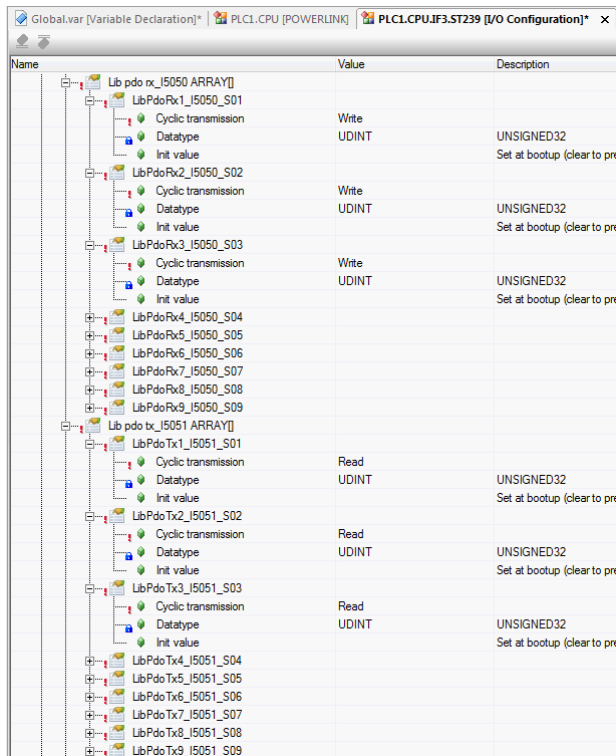 Global.var [Variable Declaration]* PLC1.CPU [POWERLINK] PLC1.CPU.IF3.ST239 [I/O Configuration]* ×
Name Value Description
Lib pdo rx_I5050 ARRAY[]
LibPdoRx1_I5050_S01
Cyclic transmission Write
Datatype UDINT UNSIGNED32
Init value Set at bootup (clear to pre
LibPdoRx2_I5050_S02
Cyclic transmission Write
Datatype UDINT UNSIGNED32
Init value Set at bootup (clear to pre
LibPdoRx3_I5050_S03
Cyclic transmission Write
Datatype UDINT UNSIGNED32
Init value Set at bootup (clear to pre
LibPdoRx4_I5050_S04
LibPdoRx5_I5050_S05
LibPdoRx6_I5050_S06
LibPdoRx7_I5050_S07
LibPdoRx8_I5050_S08
LibPdoRx9_I5050_S09
Lib pdo tx_I5051 ARRAY[]
LibPdoTx1_I5051_S01
Cyclic transmission Read
Datatype UDINT UNSIGNED32
Init value Set at bootup (clear to pre
LibPdoTx2_I5051_S02
Cyclic transmission Read
Datatype UDINT UNSIGNED32
Init value Set at bootup (clear to pre
LibPdoTx3_I5051_S03
Cyclic transmission Read
Datatype UDINT UNSIGNED32
Init value Set at bootup (clear to pre
LibPdoTx4_I5051_S04
LibPdoTx5_I5051_S05
LibPdoTx6_I5051_S06
LibPdoTx7_I5051_S07
LibPdoTx8_I5051_S08
LibPdoTx9_I5051_S09